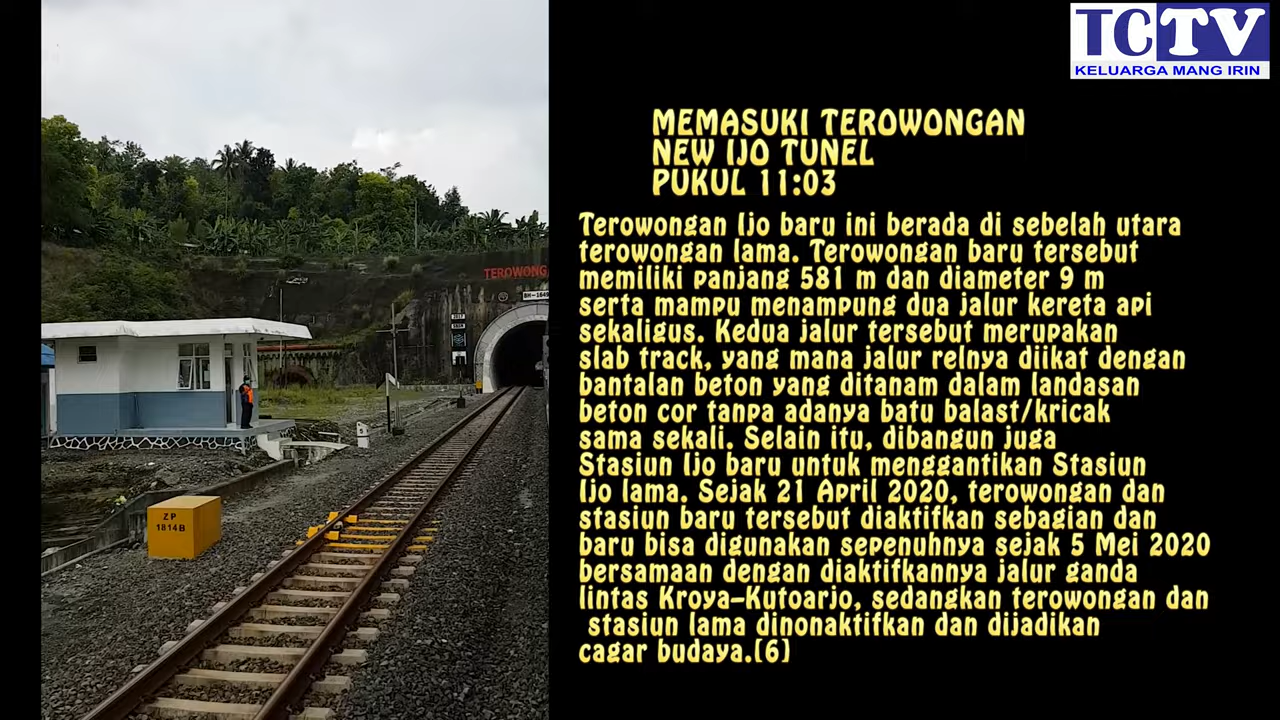 TCTV
KELUARGA MANG IRIN
MEMASUKI TEROWONGAN
NEW IJO TUNEL
PUKUL 11:03
Terowongan Ijo baru ini berada di sebelah utara
terowongan lama. Terowongan baru tersebut
memiliki panjang 581 m dan diameter 9 m
serta mampu menampung dua jalur kereta api
sekaligus. Kedua jalur tersebut merupakan
slab track, yang mana jalur relnya diikat dengan
bantalan beton yang ditanam dalam landasan
beton cor tanpa adanya batu balast/kricak
sama sekali. Selain itu, dibangun juga
Stasiun Ijo baru untuk menggantikan Stasiun
Ijo lama. Sejak 21 April 2020, terowongan dan
stasiun baru tersebut diaktifkan sebagian dan
baru bisa digunakan sepenuhnya sejak 5 Mei 2020
bersamaan dengan diaktifkannya jalur ganda
lintas Kroya–Kutoarjo, sedangkan terowongan dan
stasiun lama dinonaktifkan dan dijadikan
cagar budaya.[6]
TEROWONG
ZP
1814B